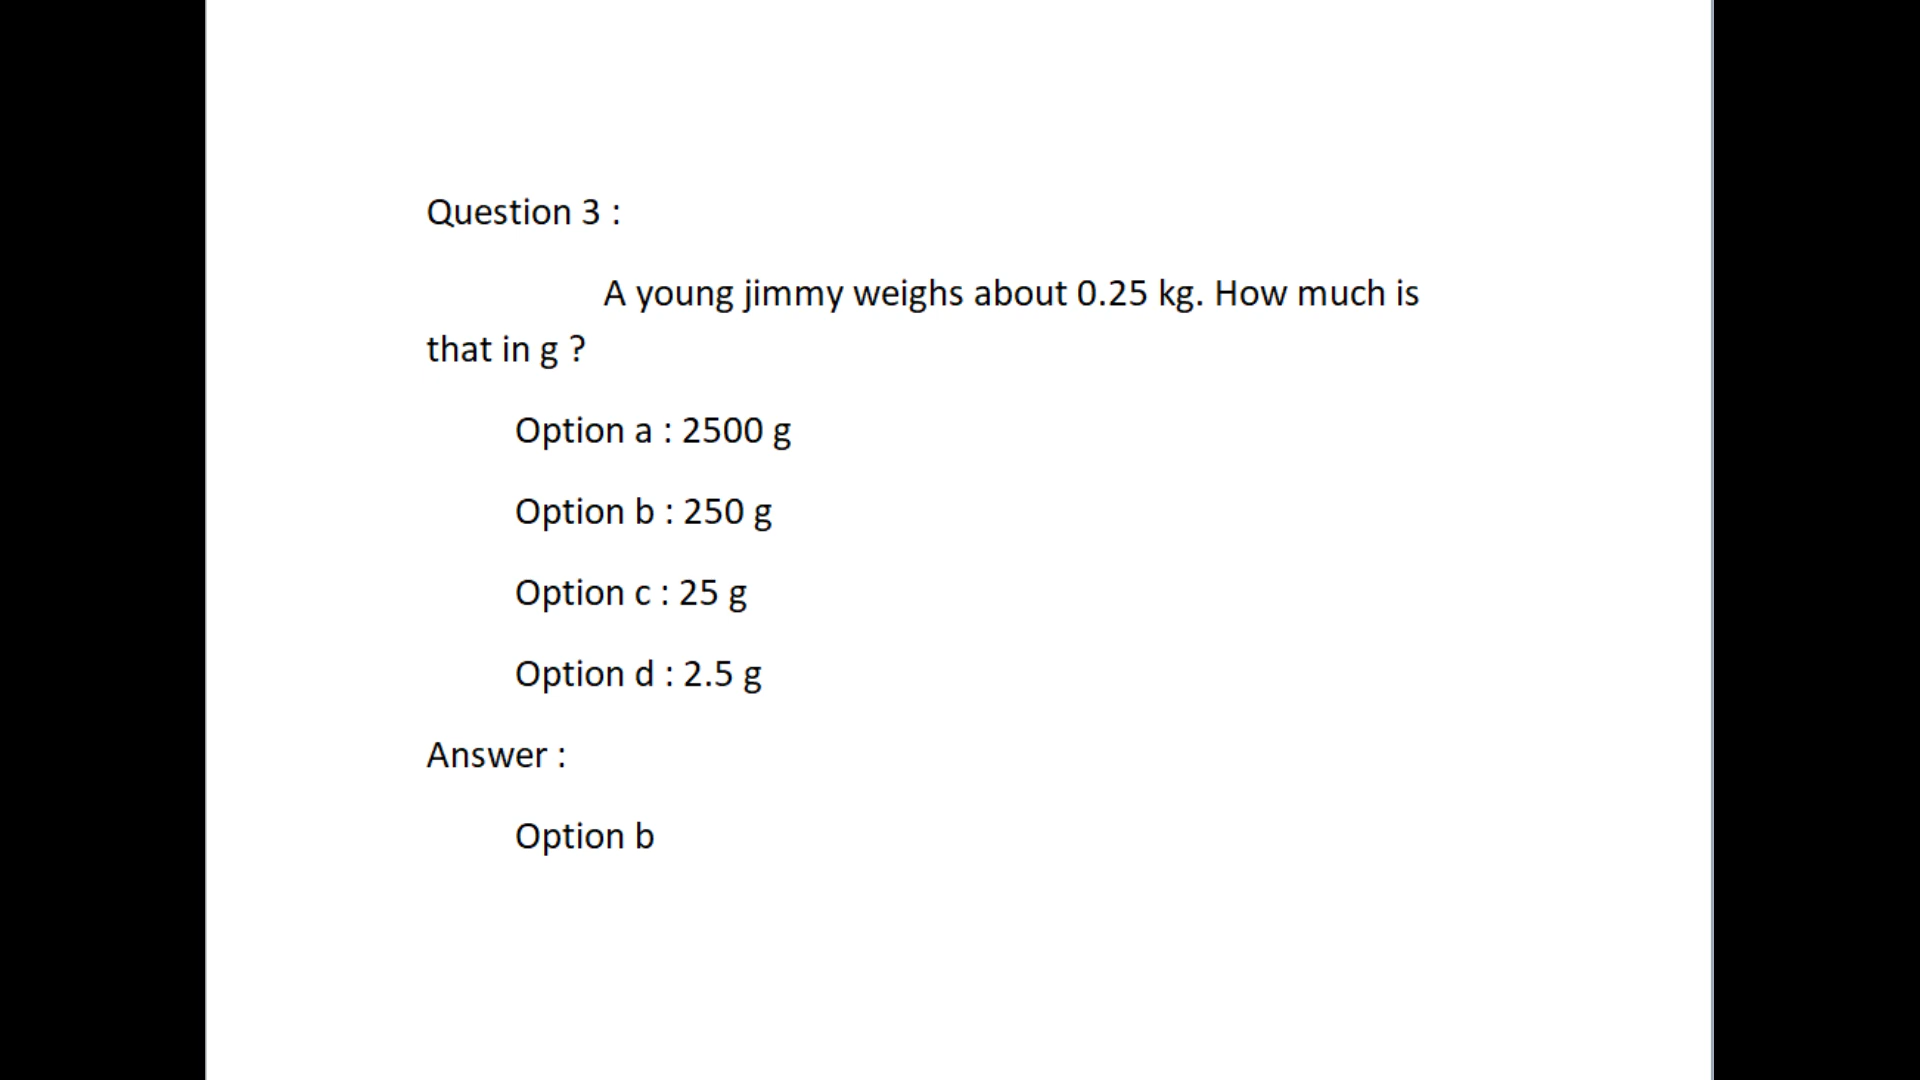 Question 3 :
A young jimmy weighs about 0.25 kg. How much is
that in g ?
Option a : 2500 g
Option b : 250 g
Option c : 25 g
Option d : 2.5 g
Answer :
Option b